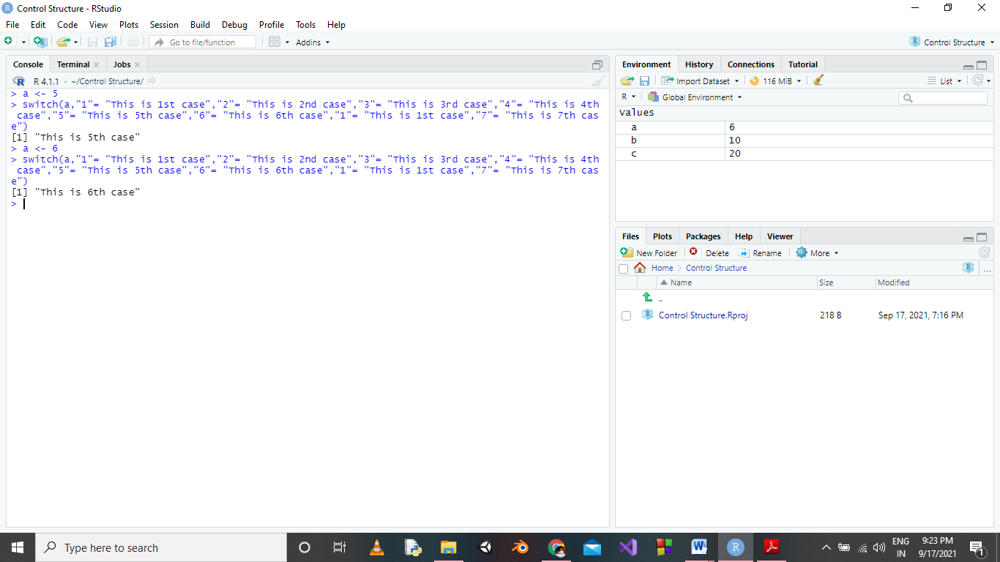 Control Structure - RStudio
File Edit Code View Plots Session Build Debug Profile Tools Help
Go to file/function Addins Control Structure
Console Terminal Jobs
R 4.1.1 · ~/Control Structure/
> a <- 5
> switch(a,"1"= "This is 1st case","2"= "This is 2nd case","3"= "This is 3rd case","4"= "This is 4th
case","5"= "This is 5th case","6"= "This is 6th case","1"= "This is 1st case","7"= "This is 7th cas
e")
[1] "This is 5th case"
> a <- 6
> switch(a,"1"= "This is 1st case","2"= "This is 2nd case","3"= "This is 3rd case","4"= "This is 4th
case","5"= "This is 5th case","6"= "This is 6th case","1"= "This is 1st case","7"= "This is 7th cas
e")
[1] "This is 6th case"
>
Environment History Connections Tutorial
Import Dataset 116 MiB List
R Global Environment
Values
a 6
b 10
c 20
Files Plots Packages Help Viewer
New Folder Delete Rename More
Home Control Structure ...
Name Size Modified
..
Control Structure.Rproj 218 B Sep 17, 2021, 7:16 PM
Type here to search
ENG
IN
9:23 PM
9/17/2021
1